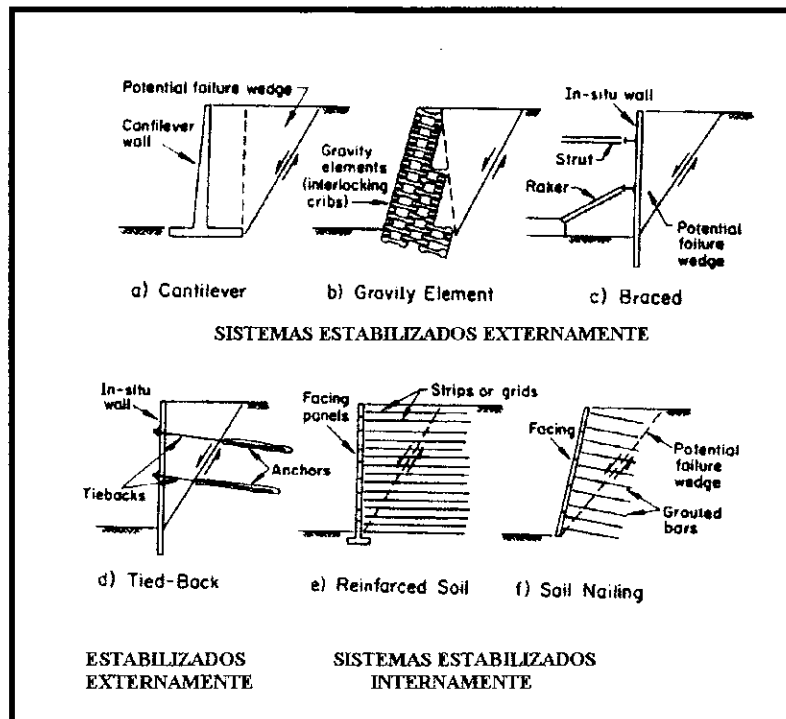 Potential failure wedge
Cantilever
wall
a) Cantilever
Gravity
elements
(interlocking
cribs)
b) Gravity Element
In-situ wall
Strut
Raker
Potential
failure
wedge
c) Braced
SISTEMAS ESTABILIZADOS EXTERNAMENTE
In-situ
wall
Tiebacks
Anchors
d) Tied-Back
Facing
panels
Strips or grids
e) Reinfarced Soil
Facing
Potential
failure
wedge
Grouted
bars
f) Soil Nailing
ESTABILIZADOS
EXTERNAMENTE
SISTEMAS ESTABILIZADOS
INTERNAMENTE